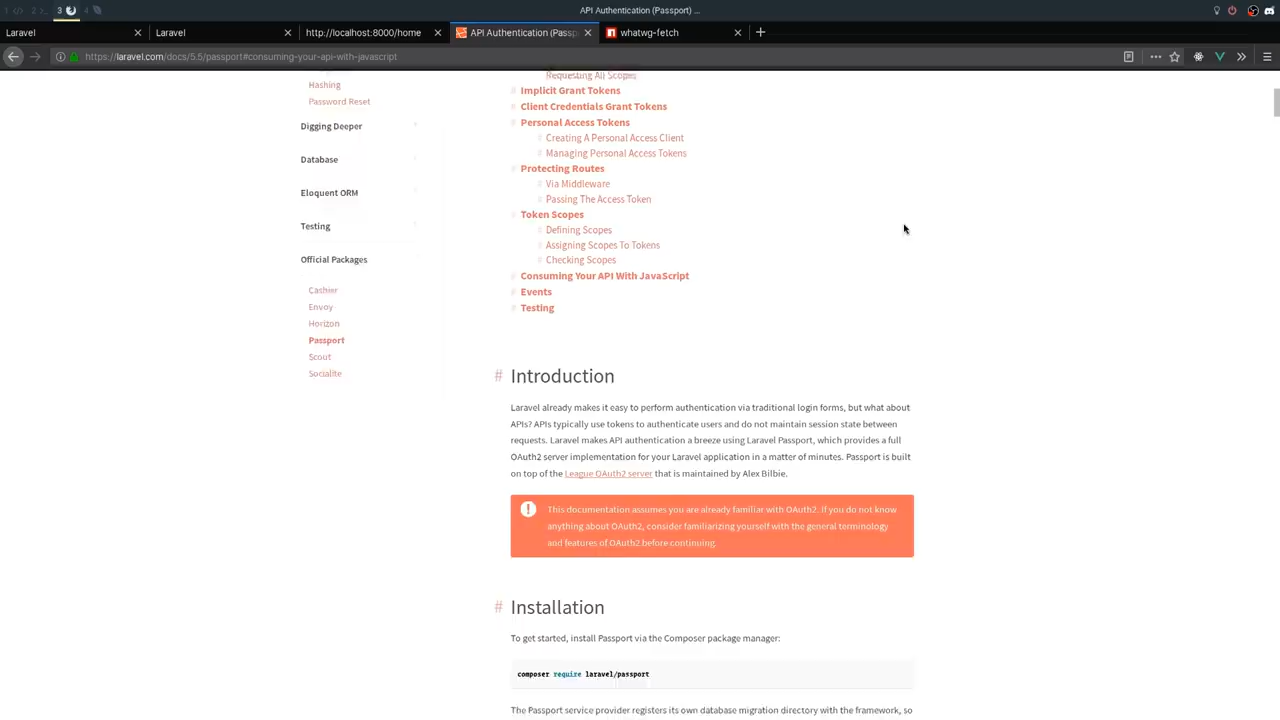 3
4
API Authentication (Passport) ...
Laravel
Laravel
http://localhost:8000/home
API Authentication (Passp
whatwg-fetch
https://laravel.com/docs/5.5/passport#consuming-your-api-with-javascript
Hashing
Password Reset
Digging Deeper
Database
Eloquent ORM
Testing
Official Packages
Cashier
Envoy
Horizon
Passport
Scout
Socialite
# Requesting All Scopes
# Implicit Grant Tokens
# Client Credentials Grant Tokens
# Personal Access Tokens
# Creating A Personal Access Client
# Managing Personal Access Tokens
# Protecting Routes
# Via Middleware
# Passing The Access Token
# Token Scopes
# Defining Scopes
# Assigning Scopes To Tokens
# Checking Scopes
# Consuming Your API With JavaScript
# Events
# Testing
# Introduction
Laravel already makes it easy to perform authentication via traditional login forms, but what about
APIs? APIs typically use tokens to authenticate users and do not maintain session state between
requests. Laravel makes API authentication a breeze using Laravel Passport, which provides a full
OAuth2 server implementation for your Laravel application in a matter of minutes. Passport is built
on top of the League OAuth2 server that is maintained by Alex Bilbie.
This documentation assumes you are already familiar with OAuth2. If you do not know
anything about OAuth2, consider familiarizing yourself with the general terminology
and features of OAuth2 before continuing.
# Installation
To get started, install Passport via the Composer package manager:
composer require laravel/passport
The Passport service provider registers its own database migration directory with the framework, so